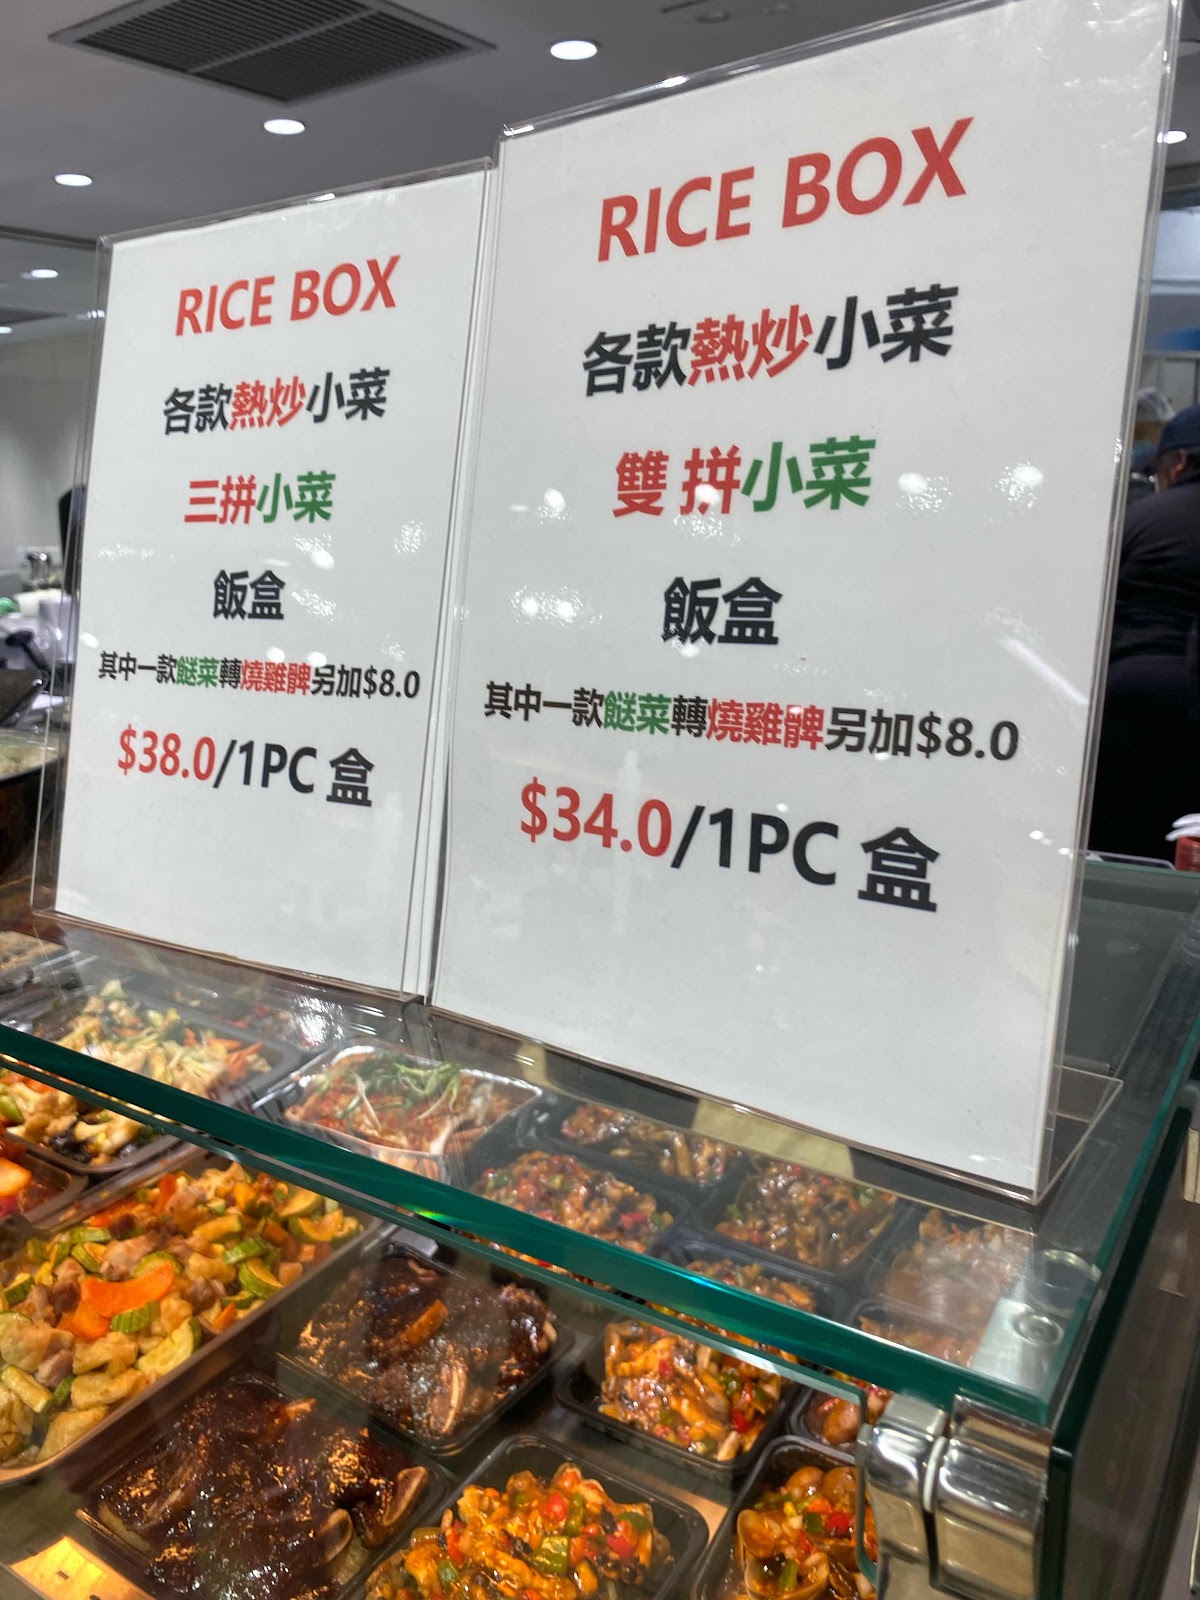 RICE BOX
各款熱炒小菜
三拼小菜
飯盒
其中一款餸菜轉燒雞髀另加$8.0
$38.0/1PC 盒
RICE BOX
各款熱炒小菜
雙拼小菜
飯盒
其中一款餸菜轉燒雞髀另加$8.0
$34.0/1PC 盒